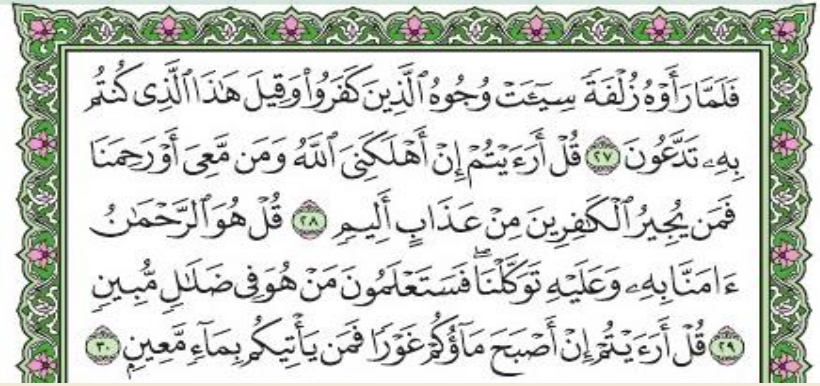 فَلَمَّا رَأَوۡهُ زُلۡفَةٗ سِيٓـَٔتۡ وُجُوهُ ٱلَّذِينَ كَفَرُواْ وَقِيلَ هَٰذَا ٱلَّذِي كُنتُم
بِهِۦ تَدَّعُونَ ٢٧ قُلۡ أَرَءَيۡتُمۡ إِنۡ أَهۡلَكَنِيَ ٱللَّهُ وَمَن مَّعِيَ أَوۡ رَحِمَنَا
فَمَن يُجِيرُ ٱلۡكَٰفِرِينَ مِنۡ عَذَابٍ أَلِيمٖ ٢٨ قُلۡ هُوَ ٱلرَّحۡمَٰنُ
ءَامَنَّا بِهِۦ وَعَلَيۡهِ تَوَكَّلۡنَاۖ فَسَتَعۡلَمُونَ مَنۡ هُوَ فِي ضَلَٰلٖ مُّبِينٖ
٢٩ قُلۡ أَرَءَيۡتُمۡ إِنۡ أَصۡبَحَ مَآؤُكُمۡ غَوۡرٗا فَمَن يَأۡتِيكُم بِمَآءٖ مَّعِينِۭ ٣٠